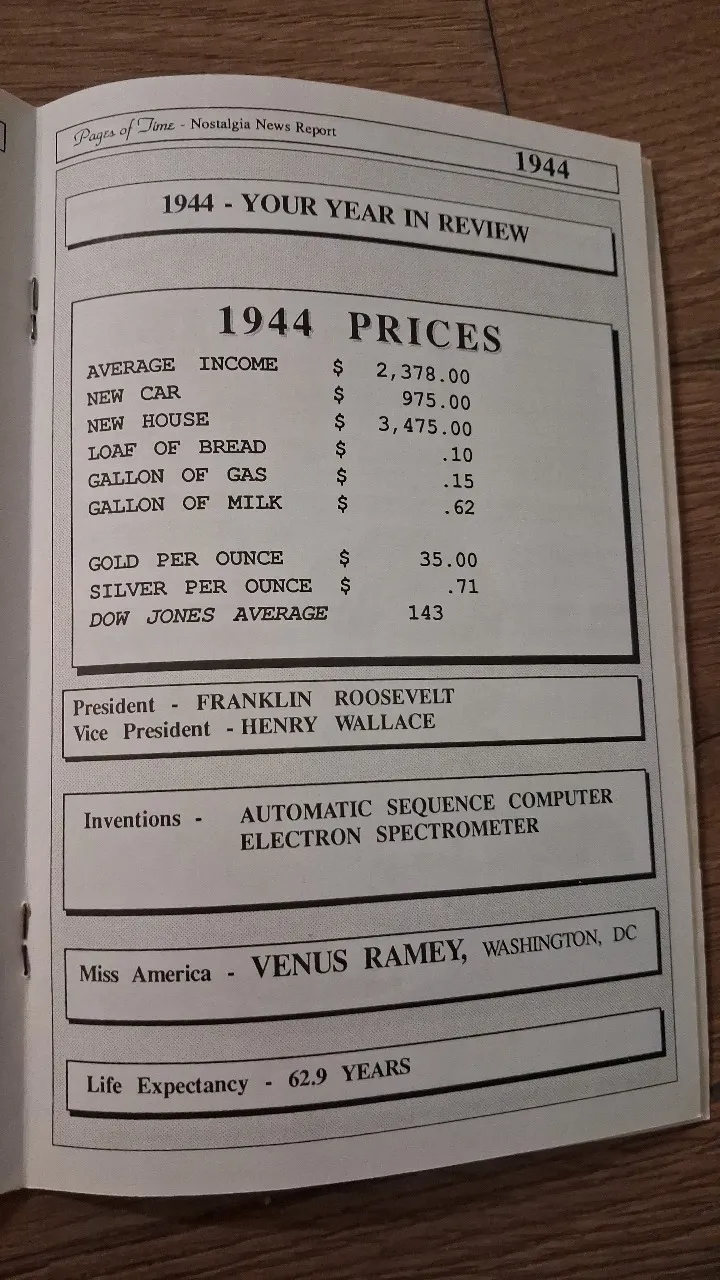 Pages of Time - Nostalgia News Report
1944
1944 - YOUR YEAR IN REVIEW
1944 PRICES
AVERAGE INCOME $ 2,378.00
NEW CAR $ 975.00
NEW HOUSE $ 3,475.00
LOAF OF BREAD $ .10
GALLON OF GAS $ .15
GALLON OF MILK $ .62
GOLD PER OUNCE $ 35.00
SILVER PER OUNCE $ .71
DOW JONES AVERAGE 143
President - FRANKLIN ROOSEVELT
Vice President - HENRY WALLACE
Inventions - AUTOMATIC SEQUENCE COMPUTER
ELECTRON SPECTROMETER
Miss America - VENUS RAMEY, WASHINGTON, DC
Life Expectancy - 62.9 YEARS